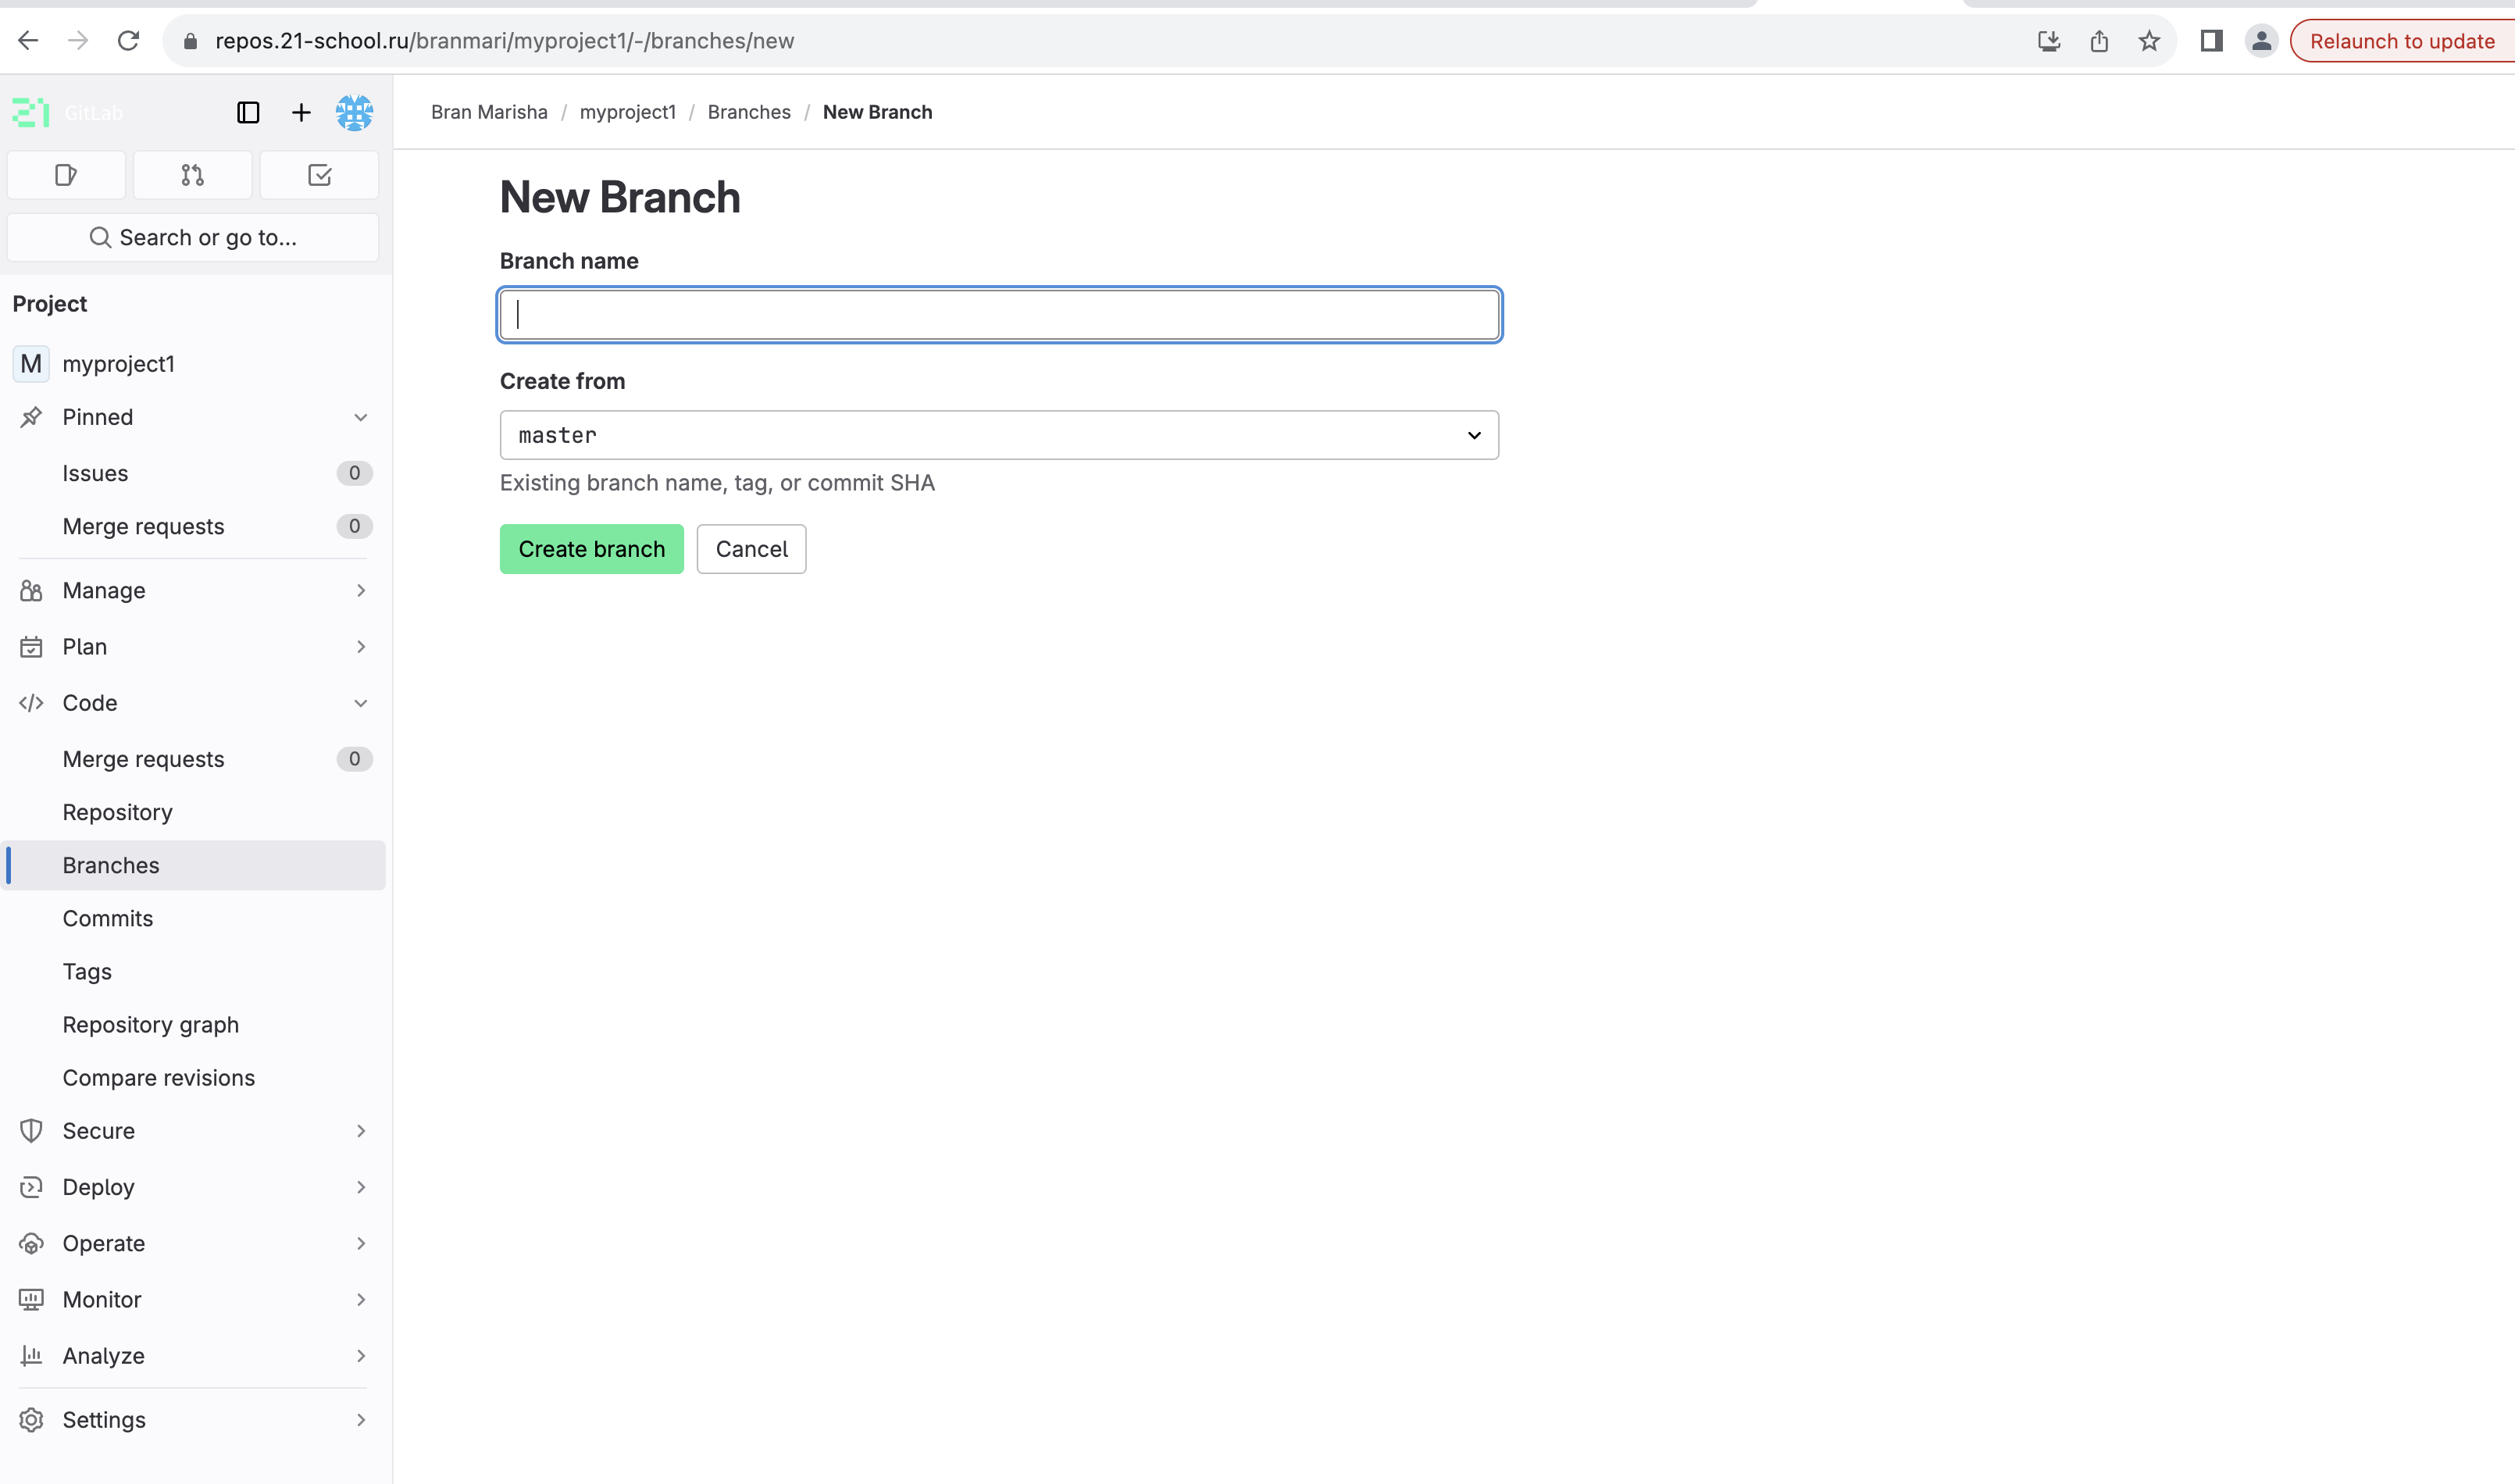 repos.21-school.ru/branmari/myproject1/-/branches/new
Relaunch to update
21 GitLab
Bran Marisha / myproject1 / Branches / New Branch
Search or go to...
Project
M myproject1
Pinned
Issues 0
Merge requests 0
Manage
Plan
Code
Merge requests 0
Repository
Branches
Commits
Tags
Repository graph
Compare revisions
Secure
Deploy
Operate
Monitor
Analyze
Settings
New Branch
Branch name
Create from
master
Existing branch name, tag, or commit SHA
Create branch Cancel